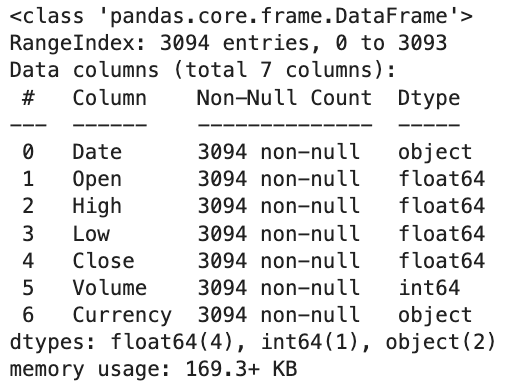 <class 'pandas.core.frame.DataFrame'>
RangeIndex: 3094 entries, 0 to 3093
Data columns (total 7 columns):
 #   Column    Non-Null Count  Dtype
---  ------    --------------  -----
 0   Date      3094 non-null   object
 1   Open      3094 non-null   float64
 2   High      3094 non-null   float64
 3   Low       3094 non-null   float64
 4   Close     3094 non-null   float64
 5   Volume    3094 non-null   int64
 6   Currency  3094 non-null   object
dtypes: float64(4), int64(1), object(2)
memory usage: 169.3+ KB